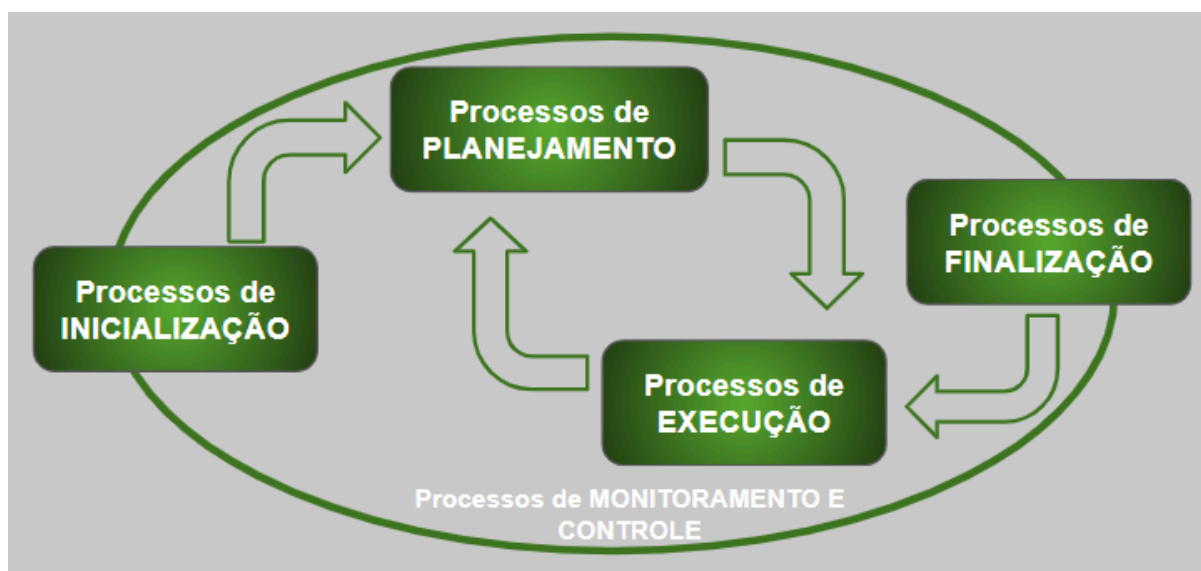 Processos de
PLANEJAMENTO
Processos de
FINALIZAÇÃO
Processos de
INICIALIZAÇÃO
Processos de
EXECUÇÃO
Processos de MONITORAMENTO E
CONTROLE